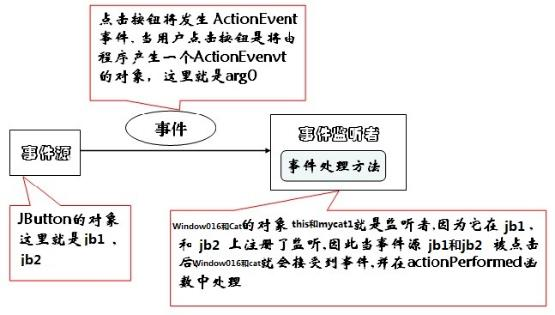 点击按钮将发生 ActionEvent
事件. 当用户点击按钮是将由
程序产生一个ActionEvenvt
的对象， 这里就是arg0
事件
事件源
事件监听者
事件处理方法
JButton的对象
这里就是 jb1 ，
jb2
Window016和Cat的对象 this和mycat1就是监听者,因为它在 jb1 ,
和 jb2 上注册了监听,因此当事件源 jb1和jb2 被点击
后Window016和cat就会接受到事件,并在actionPerformed函
数中处理